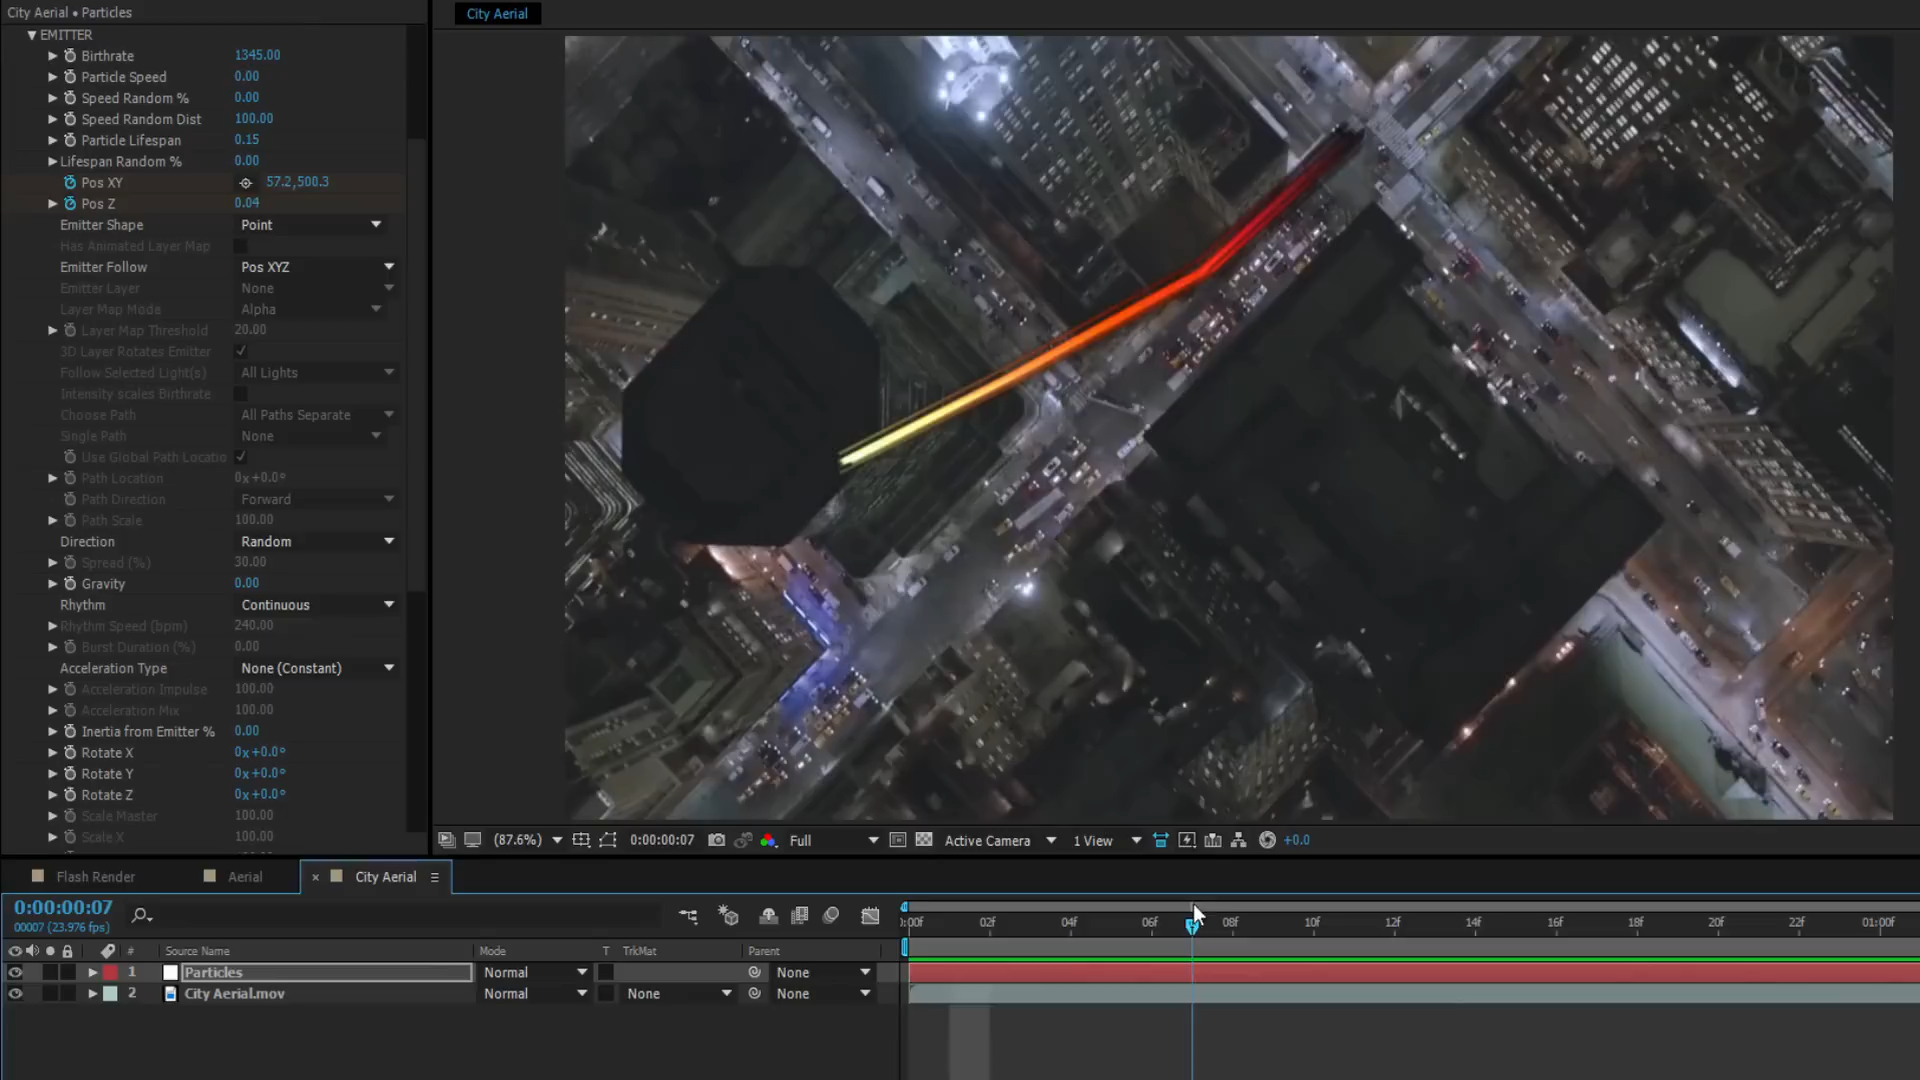 City Aerial • Particles
EMITTER
Birthrate 1345.00
Particle Speed 0.00
Speed Random % 0.00
Speed Random Dist 100.00
Particle Lifespan 0.15
Lifespan Random % 0.00
Pos XY 57.2,500.3
Pos Z 0.04
Emitter Shape Point
Has Animated Layer Map
Emitter Follow Pos XYZ
Emitter Layer None
Layer Map Mode Alpha
Layer Map Threshold 20.00
3D Layer Rotates Emitter
Follow Selected Light(s) All Lights
Intensity scales Birthrate
Choose Path All Paths Separate
Single Path None
Use Global Path Locatio
Path Location 0x+0.0°
Path Direction Forward
Path Scale 100.00
Direction Random
Spread (%) 30.00
Gravity 0.00
Rhythm Continuous
Rhythm Speed (bpm) 240.00
Burst Duration (%) 0.00
Acceleration Type None (Constant)
Acceleration Impulse 100.00
Acceleration Mix 100.00
Inertia from Emitter % 0.00
Rotate X 0x+0.0°
Rotate Y 0x+0.0°
Rotate Z 0x+0.0°
Scale Master 100.00
Scale X 100.00
City Aerial
(87.6%) 0:00:00:07 Full Active Camera 1 View +0.0
Flash Render Aerial × City Aerial
0:00:00:07
00007 (23.976 fps)
:00F 02f 04f 06f 08f 10f 12f 14f 16f 18f 20f 22f 01:00f
# Source Name Mode T TrkMat Parent
1 Particles Normal None
2 City Aerial.mov Normal None None